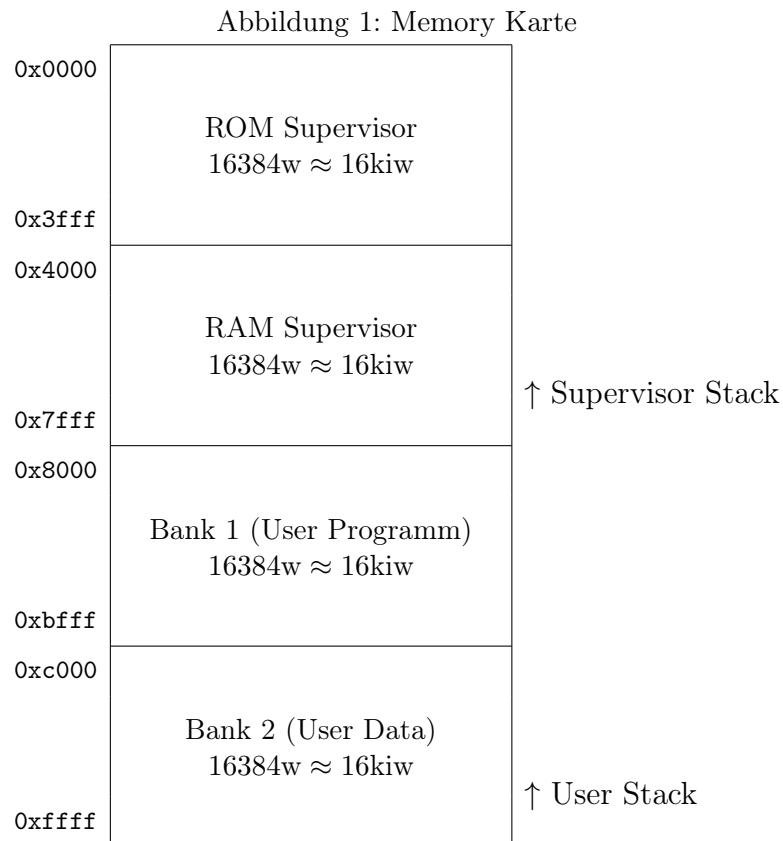 Abbildung 1: Memory Karte
0x0000
ROM Supervisor
16384w ≈ 16kiw
0x3fff
0x4000
RAM Supervisor
16384w ≈ 16kiw
↑ Supervisor Stack
0x7fff
0x8000
Bank 1 (User Programm)
16384w ≈ 16kiw
0xbfff
0xc000
Bank 2 (User Data)
16384w ≈ 16kiw
↑ User Stack
0xffff